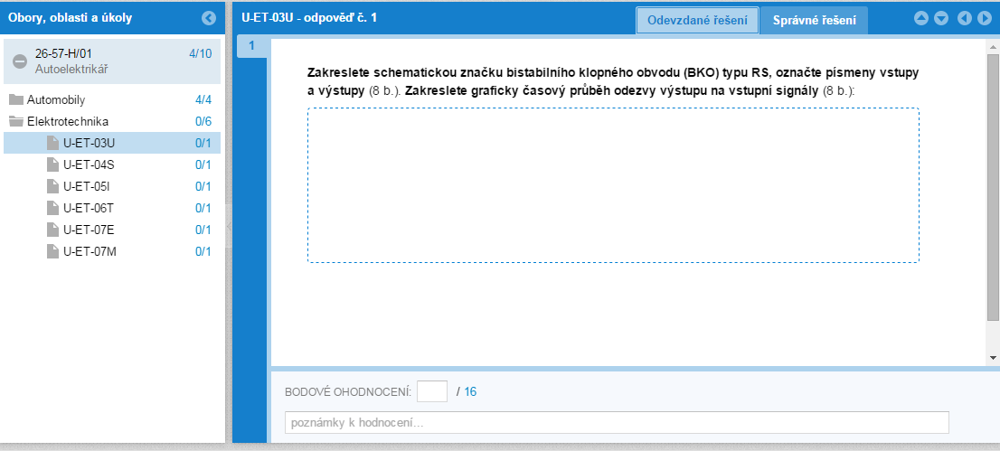 Obory, oblasti a úkoly
26-57-H/01 4/10
Autoelektrikář
Automobily 4/4
Elektrotechnika 0/6
U-ET-03U 0/1
U-ET-04S 0/1
U-ET-05I 0/1
U-ET-06T 0/1
U-ET-07E 0/1
U-ET-07M 0/1
U-ET-03U - odpověď č. 1 Odevzdané řešení Správné řešení
1
Zakreslete schematickou značku bistabilního klopného obvodu (BKO) typu RS, označte písmeny vstupy
a výstupy (8 b.). Zakreslete graficky časový průběh odezvy výstupu na vstupní signály (8 b.):
BODOVÉ OHODNOCENÍ: / 16
poznámky k hodnocení...